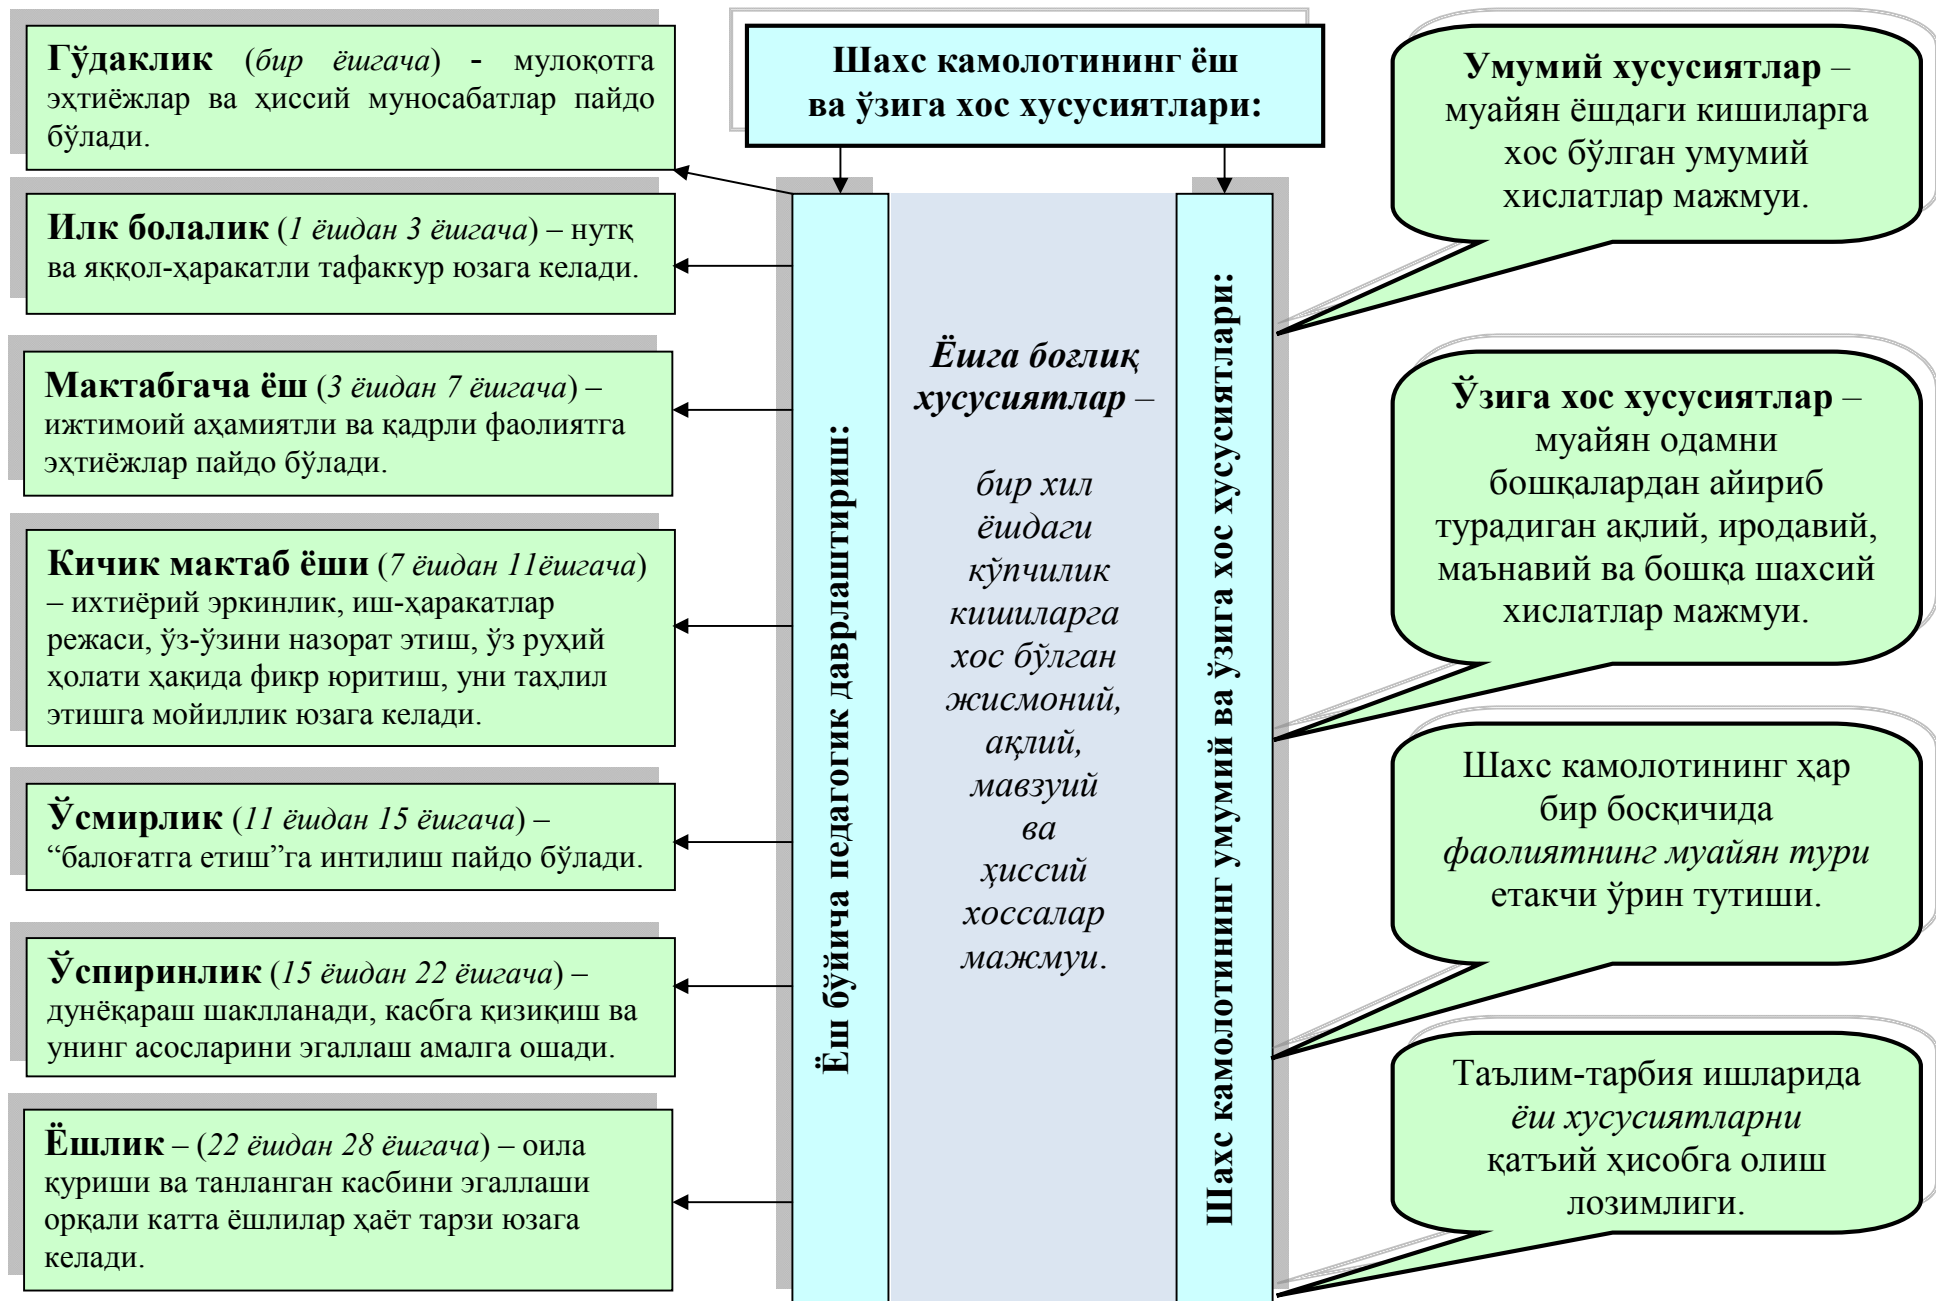 Шахс камолотининг ёш
ва ўзига хос хусусиятлари:
Гўдаклик (бир ёшгача) - мулоқотга
эҳтиёжлар ва ҳиссий муносабатлар пайдо
бўлади.
Илк болалик (1 ёшдан 3 ёшгача) – нутқ
ва яққол-ҳаракатли тафаккур юзага келади.
Мактабгача ёш (3 ёшдан 7 ёшгача) –
ижтимоий аҳамиятли ва қадрли фаолиятга
эҳтиёжлар пайдо бўлади.
Кичик мактаб ёши (7 ёшдан 11ёшгача)
– ихтиёрий эркинлик, иш-ҳаракатлар
режаси, ўз-ўзини назорат этиш, ўз руҳий
ҳолати ҳақида фикр юритиш, уни таҳлил
этишга мойиллик юзага келади.
Ўсмирлик (11 ёшдан 15 ёшгача) –
“балоғатга етиш”га интилиш пайдо бўлади.
Ўспиринлик (15 ёшдан 22 ёшгача) –
дунёқараш шаклланади, касбга қизиқиш ва
унинг асосларини эгаллаш амалга ошади.
Ёшлик – (22 ёшдан 28 ёшгача) – оила
қуриши ва танланган касбини эгаллаши
орқали катта ёшлилар ҳаёт тарзи юзага
келади.
Ёш бўйича педагогик даврлаштириш:
Ёшга боғлиқ
хусусиятлар –
бир хил
ёшдаги
кўпчилик
кишиларга
хос бўлган
жисмоний,
ақлий,
мавзуий
ва
ҳиссий
хоссалар
мажмуи.
Шахс камолотининг умумий ва ўзига хос хусусиятлари:
Умумий хусусиятлар –
муайян ёшдаги кишиларга
хос бўлган умумий
хислатлар мажмуи.
Ўзига хос хусусиятлар –
муайян одамни
бошқалардан айириб
турадиган ақлий, иродавий,
маънавий ва бошқа шахсий
хислатлар мажмуи.
Шахс камолотининг ҳар
бир босқичида
фаолиятнинг муайян тури
етакчи ўрин тутиши.
Таълим-тарбия ишларида
ёш хусусиятларни
қатъий ҳисобга олиш
лозимлиги.